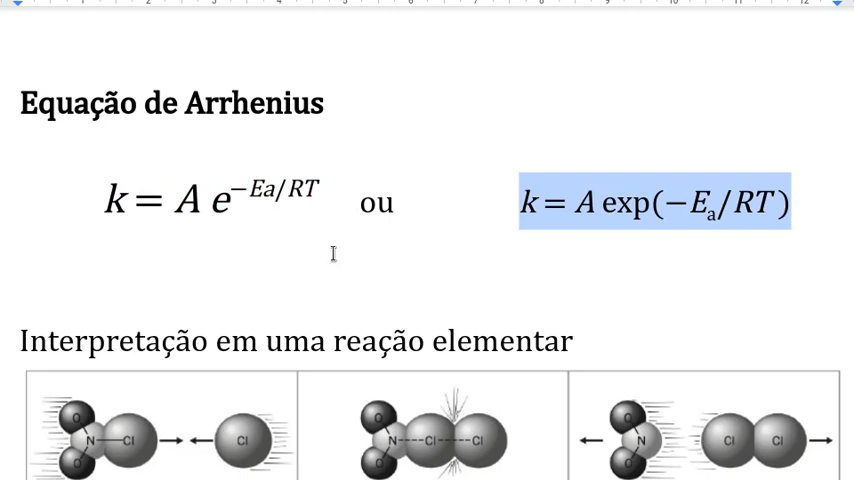 Equação de Arrhenius
k = A e^−Ea/RT ou k = A exp(−Eₐ/RT)
Interpretação em uma reação elementar
O N Cl O Cl
O N Cl Cl O
O N O Cl Cl